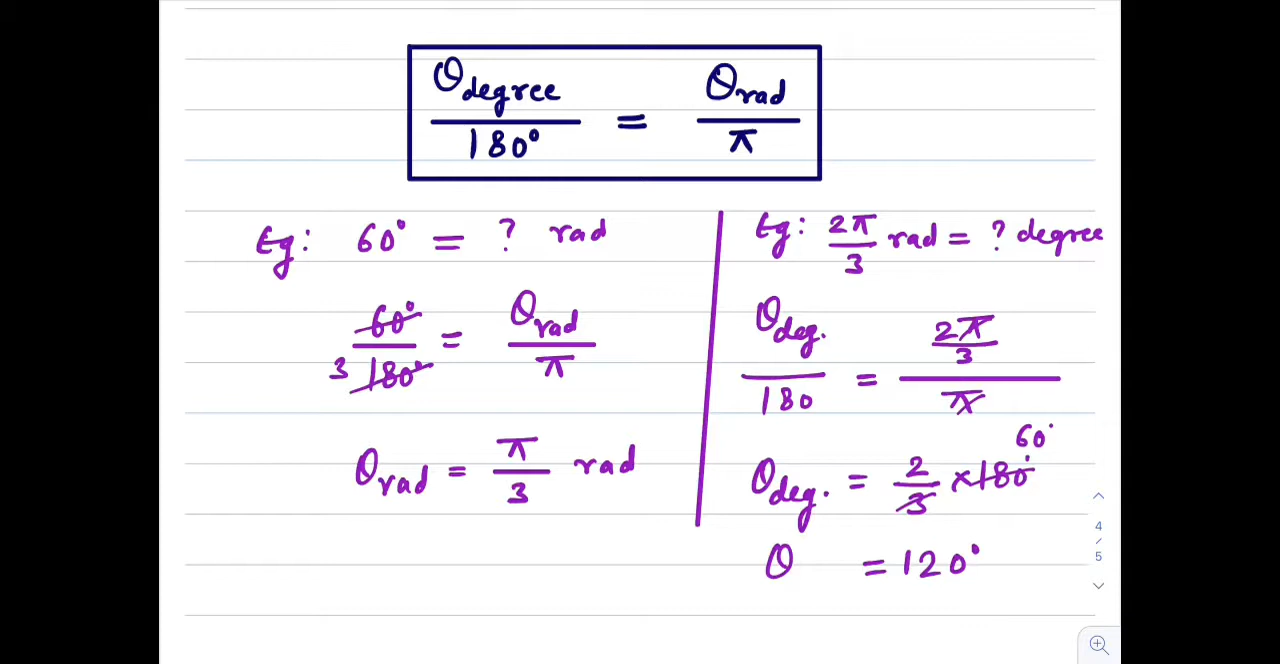 θdegree / 180° = θrad / π
Eg: 60° = ? rad
60° / 180° = θrad / π
3
θrad = π/3 rad
Eg: 2π/3 rad = ? degree
θdeg. / 180 = (2π/3) / π
60°
θdeg. = 2/3 × 180°
θ = 120°
4
/
5